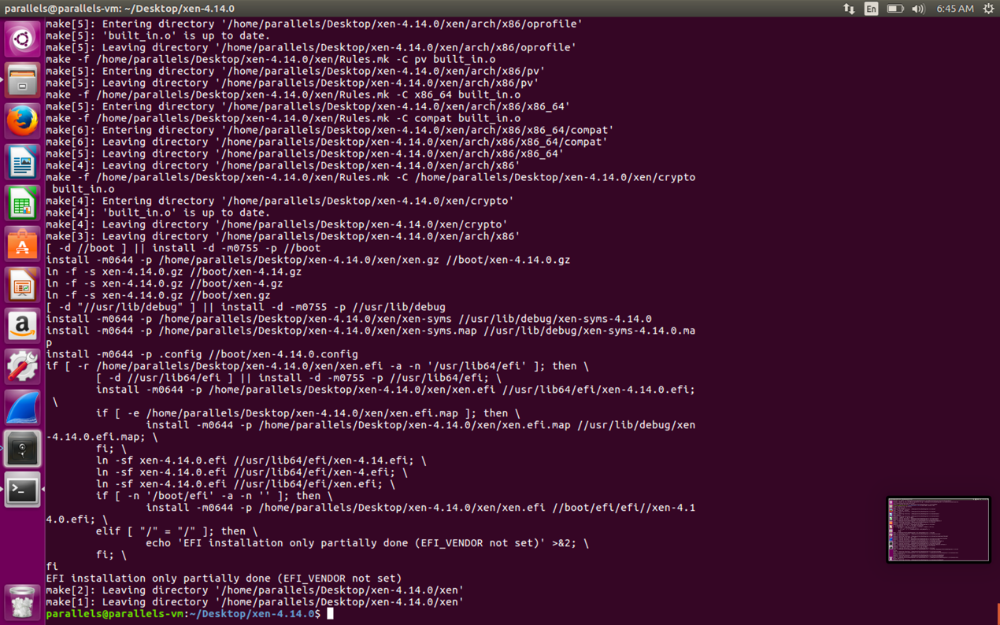 parallels@parallels-vm: ~/Desktop/xen-4.14.0
En
6:45 AM
make[5]: Entering directory '/home/parallels/Desktop/xen-4.14.0/xen/arch/x86/oprofile'
make[5]: 'built_in.o' is up to date.
make[5]: Leaving directory '/home/parallels/Desktop/xen-4.14.0/xen/arch/x86/oprofile'
make -f /home/parallels/Desktop/xen-4.14.0/xen/Rules.mk -C pv built_in.o
make[5]: Entering directory '/home/parallels/Desktop/xen-4.14.0/xen/arch/x86/pv'
make[5]: Leaving directory '/home/parallels/Desktop/xen-4.14.0/xen/arch/x86/pv'
make -f /home/parallels/Desktop/xen-4.14.0/xen/Rules.mk -C x86_64 built_in.o
make[5]: Entering directory '/home/parallels/Desktop/xen-4.14.0/xen/arch/x86/x86_64'
make -f /home/parallels/Desktop/xen-4.14.0/xen/Rules.mk -C compat built_in.o
make[6]: Entering directory '/home/parallels/Desktop/xen-4.14.0/xen/arch/x86/x86_64/compat'
make[6]: Leaving directory '/home/parallels/Desktop/xen-4.14.0/xen/arch/x86/x86_64/compat'
make[5]: Leaving directory '/home/parallels/Desktop/xen-4.14.0/xen/arch/x86/x86_64'
make[4]: Leaving directory '/home/parallels/Desktop/xen-4.14.0/xen/arch/x86'
make -f /home/parallels/Desktop/xen-4.14.0/xen/Rules.mk -C /home/parallels/Desktop/xen-4.14.0/xen/crypto
 built_in.o
make[4]: Entering directory '/home/parallels/Desktop/xen-4.14.0/xen/crypto'
make[4]: 'built_in.o' is up to date.
make[4]: Leaving directory '/home/parallels/Desktop/xen-4.14.0/xen/crypto'
make[3]: Leaving directory '/home/parallels/Desktop/xen-4.14.0/xen/arch/x86'
[ -d //boot ] || install -d -m0755 -p //boot
install -m0644 -p /home/parallels/Desktop/xen-4.14.0/xen/xen.gz //boot/xen-4.14.0.gz
ln -f -s xen-4.14.0.gz //boot/xen-4.14.gz
ln -f -s xen-4.14.0.gz //boot/xen-4.gz
ln -f -s xen-4.14.0.gz //boot/xen.gz
[ -d "//usr/lib/debug" ] || install -d -m0755 -p //usr/lib/debug
install -m0644 -p /home/parallels/Desktop/xen-4.14.0/xen/xen-syms //usr/lib/debug/xen-syms-4.14.0
install -m0644 -p /home/parallels/Desktop/xen-4.14.0/xen/xen-syms.map //usr/lib/debug/xen-syms-4.14.0.ma
p
install -m0644 -p .config //boot/xen-4.14.0.config
if [ -r /home/parallels/Desktop/xen-4.14.0/xen/xen.efi -a -n '/usr/lib64/efi' ]; then \
        [ -d //usr/lib64/efi ] || install -d -m0755 -p //usr/lib64/efi; \
        install -m0644 -p /home/parallels/Desktop/xen-4.14.0/xen/xen.efi //usr/lib64/efi/xen-4.14.0.efi;
 \
        if [ -e /home/parallels/Desktop/xen-4.14.0/xen/xen.efi.map ]; then \
                install -m0644 -p /home/parallels/Desktop/xen-4.14.0/xen/xen.efi.map //usr/lib/debug/xen
-4.14.0.efi.map; \
        fi; \
        ln -sf xen-4.14.0.efi //usr/lib64/efi/xen-4.14.efi; \
        ln -sf xen-4.14.0.efi //usr/lib64/efi/xen-4.efi; \
        ln -sf xen-4.14.0.efi //usr/lib64/efi/xen.efi; \
        if [ -n '/boot/efi' -a -n '' ]; then \
                install -m0644 -p /home/parallels/Desktop/xen-4.14.0/xen/xen.efi //boot/efi/efi//xen-4.1
4.0.efi; \
        elif [ "/" = "/" ]; then \
                echo 'EFI installation only partially done (EFI_VENDOR not set)' >&2; \
        fi; \
fi
EFI installation only partially done (EFI_VENDOR not set)
make[2]: Leaving directory '/home/parallels/Desktop/xen-4.14.0/xen'
make[1]: Leaving directory '/home/parallels/Desktop/xen-4.14.0/xen'
parallels@parallels-vm:~/Desktop/xen-4.14.0$